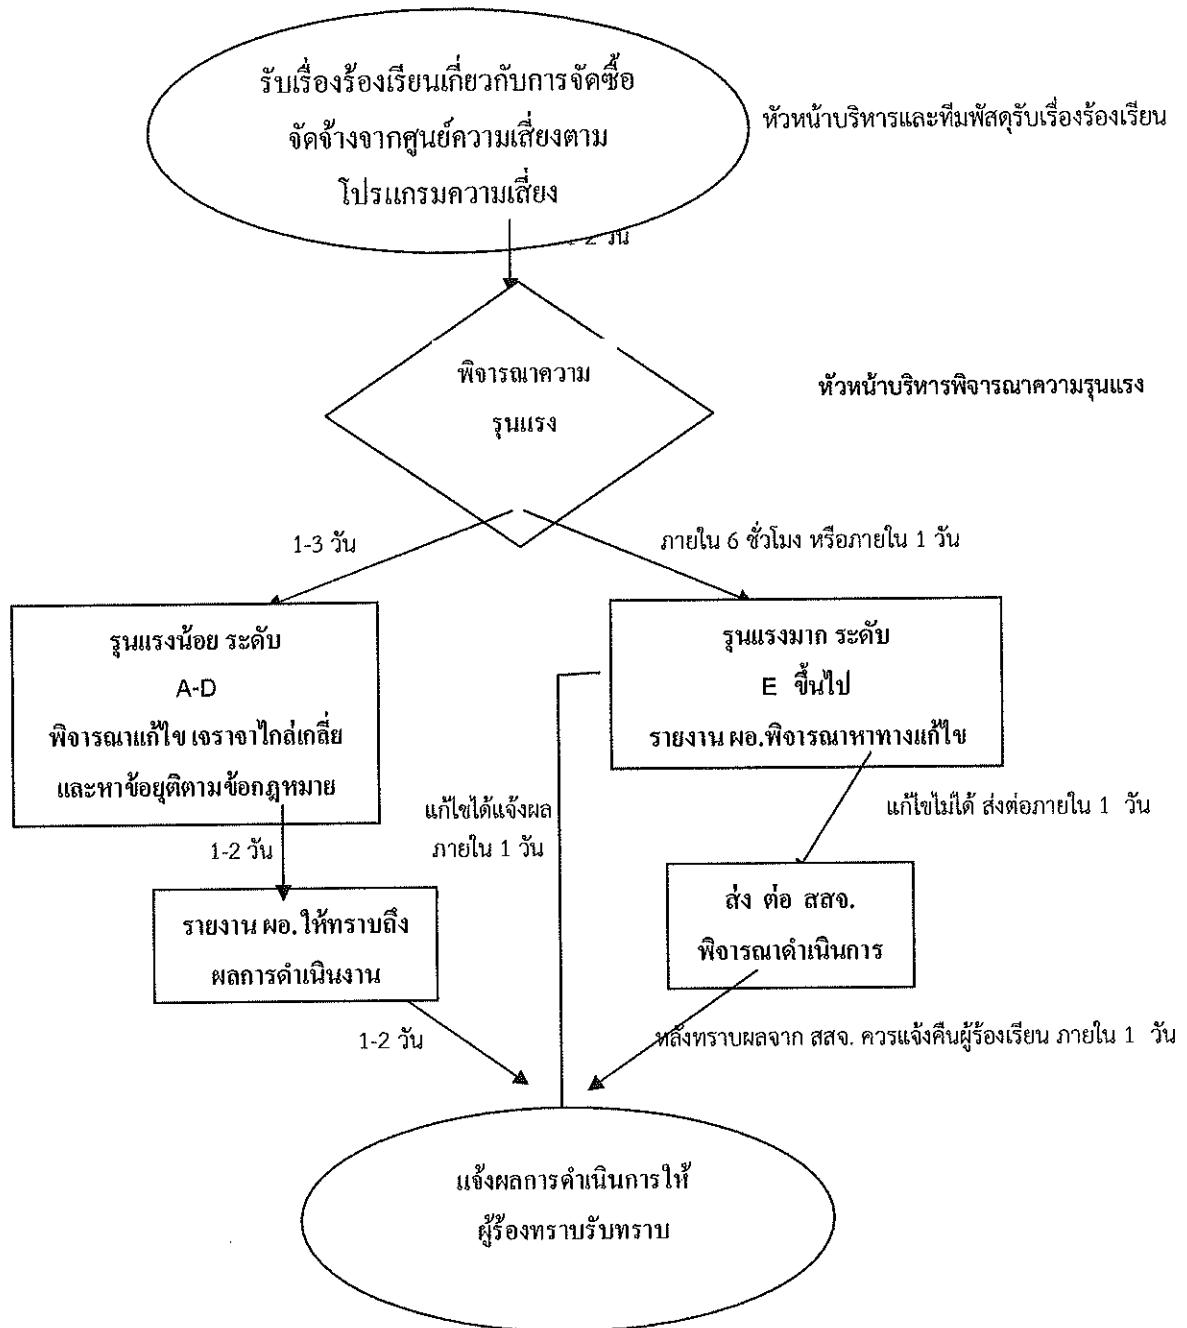 รับเรื่องร้องเรียนเกี่ยวกับการจัดซื้อ
จัดจ้างจากศูนย์ความเสี่ยงตาม
โปรแกรมความเสี่ยง
หัวหน้าบริหารและทีมพัสดุรับเรื่องร้องเรียน
2 วัน
พิจารณาความ
รุนแรง
หัวหน้าบริหารพิจารณาความรุนแรง
1-3 วัน
ภายใน 6 ชั่วโมง หรือภายใน 1 วัน
รุนแรงน้อย ระดับ
A-D
พิจารณาแก้ไข เจราจาไกล่เกลี่ย
และหาข้อยุติตามข้อกฎหมาย
รุนแรงมาก ระดับ
E ขึ้นไป
รายงาน ผอ.พิจารณาหาทางแก้ไข
แก้ไขได้แจ้งผล
ภายใน 1 วัน
แก้ไขไม่ได้ ส่งต่อภายใน 1 วัน
1-2 วัน
รายงาน ผอ. ให้ทราบถึง
ผลการดำเนินงาน
ส่ง ต่อ สสจ.
พิจารณาดำเนินการ
1-2 วัน
หลังทราบผลจาก สสจ. ควรแจ้งคืนผู้ร้องเรียน ภายใน 1 วัน
แจ้งผลการดำเนินการให้
ผู้ร้องทราบรับทราบ